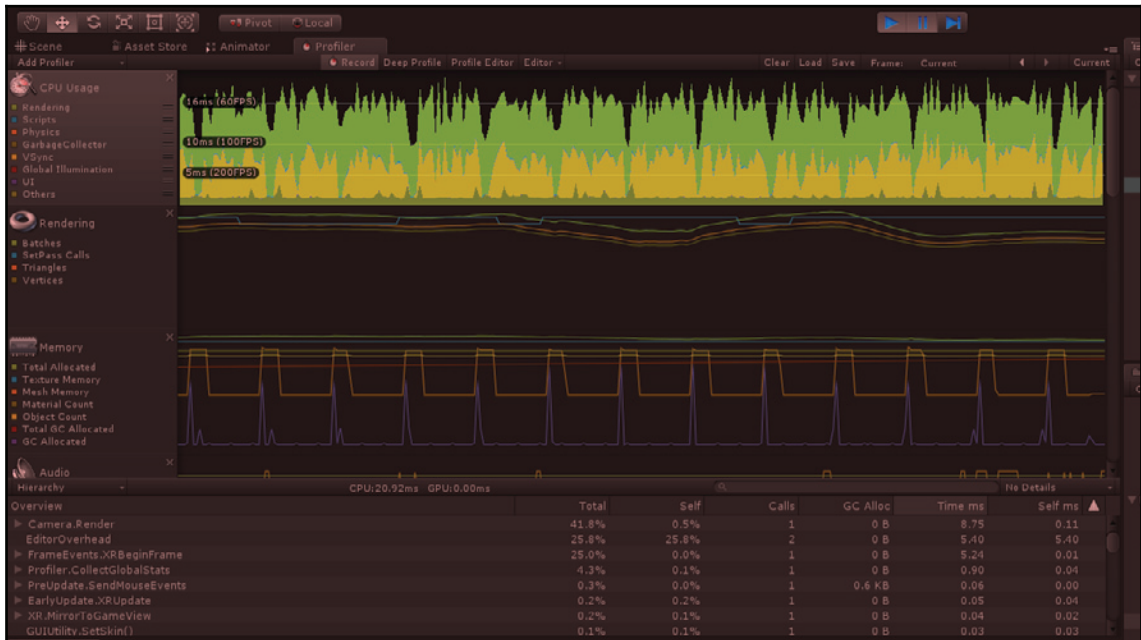 Pivot Local
Scene Asset Store Animator Profiler
Add Profiler Record Deep Profile Profile Editor Editor Clear Load Save Frame: Current Current
CPU Usage
Rendering
Scripts
Physics
GarbageCollector
VSync
Global Illumination
UI
Others
16ms (60FPS)
10ms (100FPS)
5ms (200FPS)
Rendering
Batches
SetPass Calls
Triangles
Vertices
Memory
Total Allocated
Texture Memory
Mesh Memory
Material Count
Object Count
Total GC Allocated
GC Allocated
Audio
Hierarchy CPU:20.92ms GPU:0.00ms No Details
Overview Total Self Calls GC Alloc Time ms Self ms
Camera.Render 41.8% 0.5% 1 0 B 8.75 0.11
EditorOverhead 25.8% 25.8% 2 0 B 5.40 5.40
FrameEvents.XRBeginFrame 25.0% 0.0% 1 0 B 5.24 0.01
Profiler.CollectGlobalStats 4.3% 0.1% 1 0 B 0.90 0.04
PreUpdate.SendMouseEvents 0.3% 0.0% 1 0.6 KB 0.06 0.00
EarlyUpdate.XRUpdate 0.2% 0.2% 1 0 B 0.05 0.04
XR.MirrorToGameView 0.2% 0.1% 1 0 B 0.04 0.02
GUIUtility.SetSkin() 0.1% 0.1% 1 0 B 0.03 0.03